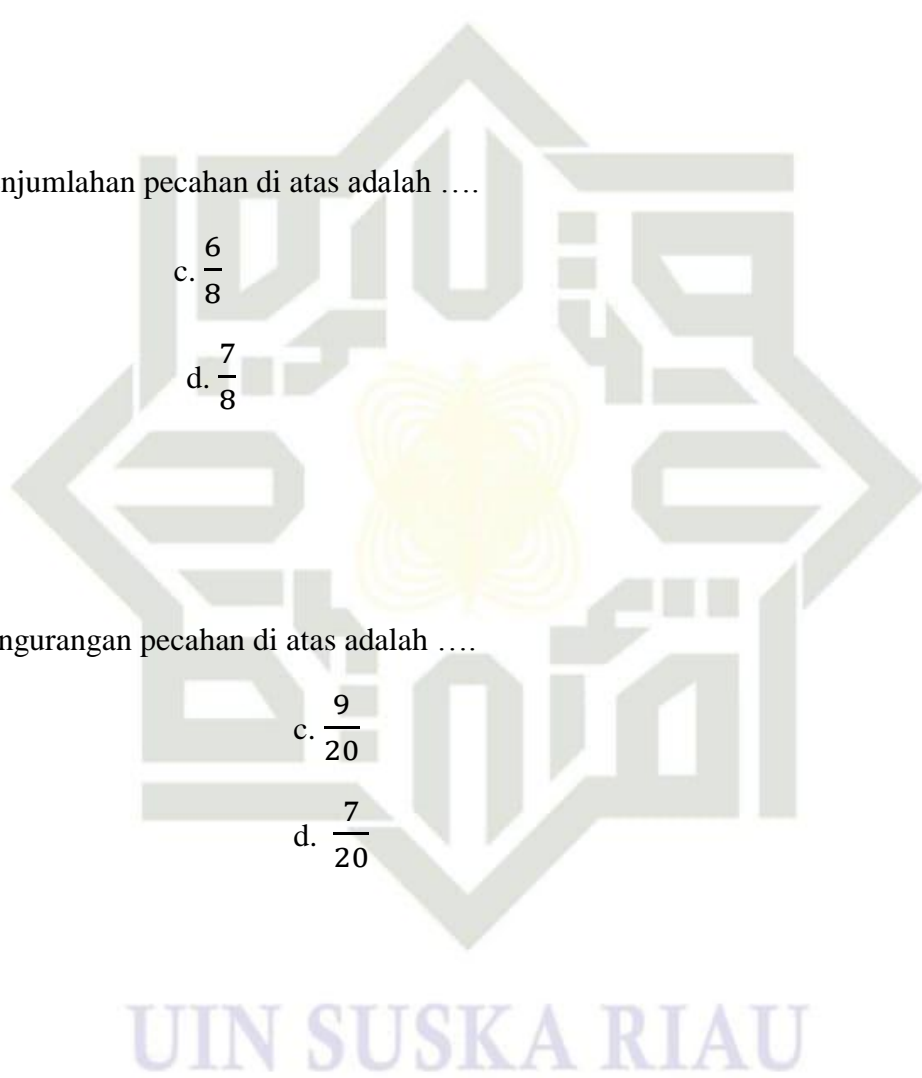 njumlahan pecahan di atas adalah ….
c. 6/8
d. 7/8
ngurangan pecahan di atas adalah ….
c. 9/20
d. 7/20
UIN SUSKA RIAU